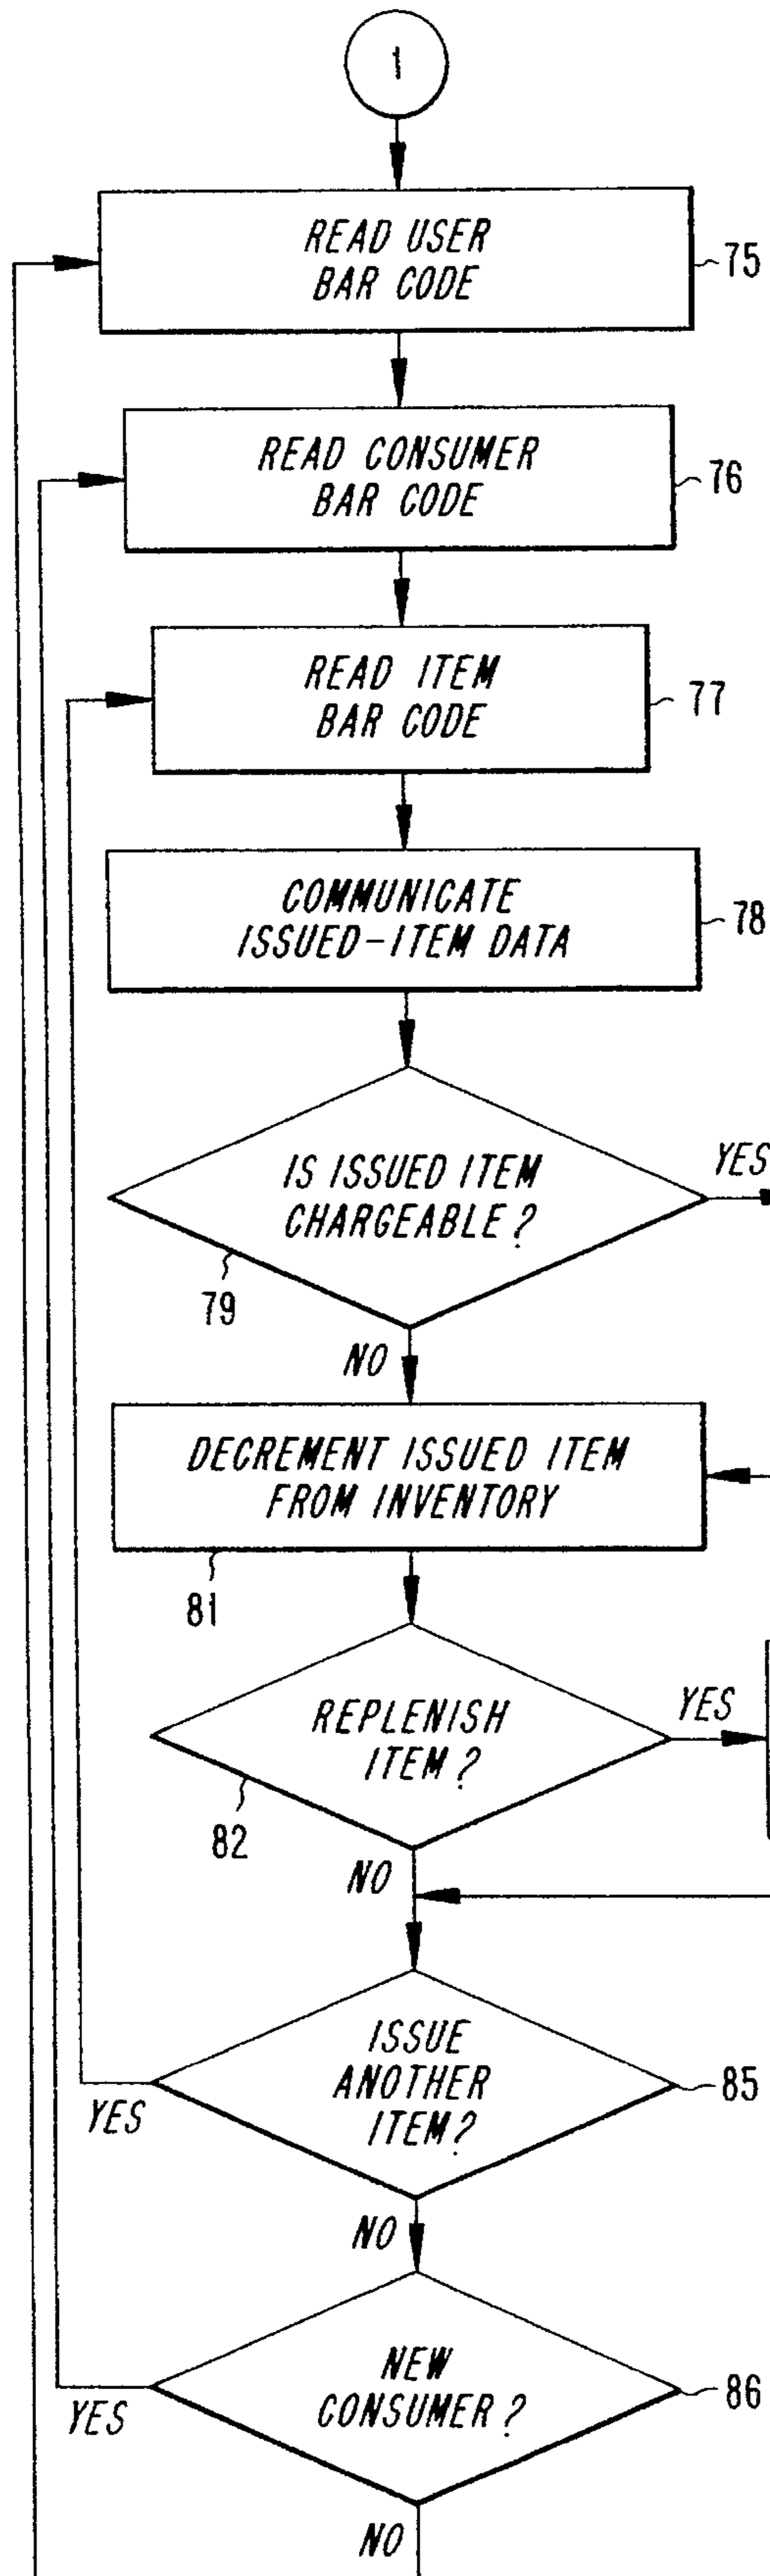 1
READ USER
BAR CODE
75
READ CONSUMER
BAR CODE
76
READ ITEM
BAR CODE
77
COMMUNICATE
ISSUED-ITEM DATA
78
IS ISSUED ITEM
CHARGEABLE?
YES
79
NO
DECREMENT ISSUED ITEM
FROM INVENTORY
81
REPLENISH
ITEM?
YES
82
NO
ISSUE
ANOTHER
ITEM?
85
YES
NO
NEW
CONSUMER?
86
YES
NO